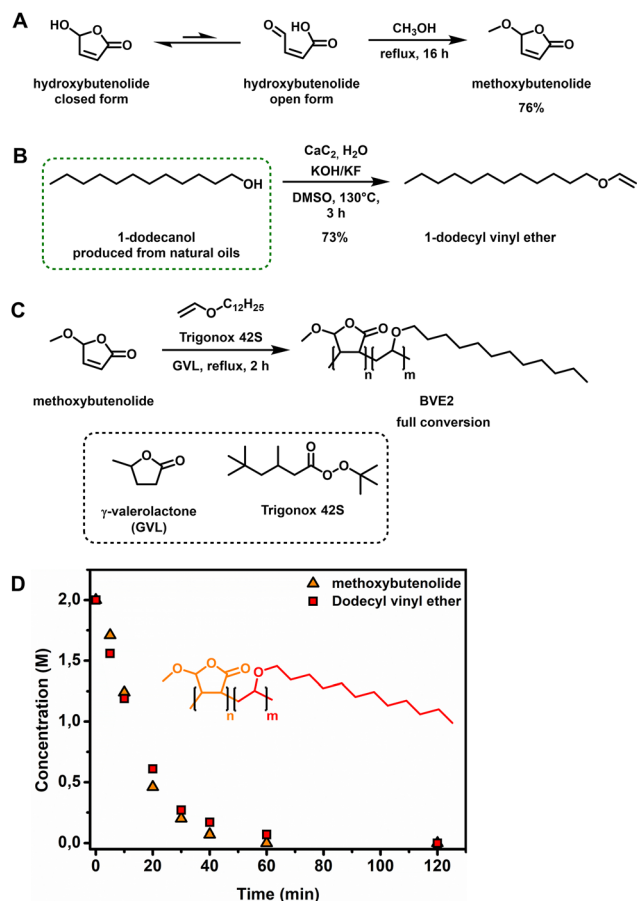 A
HO O O
O HO O
CH₃OH
reflux, 16 h
O O O
hydroxybutenolide
closed form
hydroxybutenolide
open form
methoxybutenolide
76%
B
OH
1-dodecanol
produced from natural oils
CaC₂, H₂O
KOH/KF
DMSO, 130°C,
3 h
73%
O
1-dodecyl vinyl ether
C
O O O
methoxybutenolide
O C₁₂H₂₅
Trigonox 42S
GVL, reflux, 2 h
O O O O
n m
BVE2
full conversion
O O
γ-valerolactone
(GVL)
O O O
Trigonox 42S
D
methoxybutenolide
Dodecyl vinyl ether
O O O O
n m
Concentration (M)
2,0
1,5
1,0
0,5
0,0
0 20 40 60 80 100 120
Time (min)